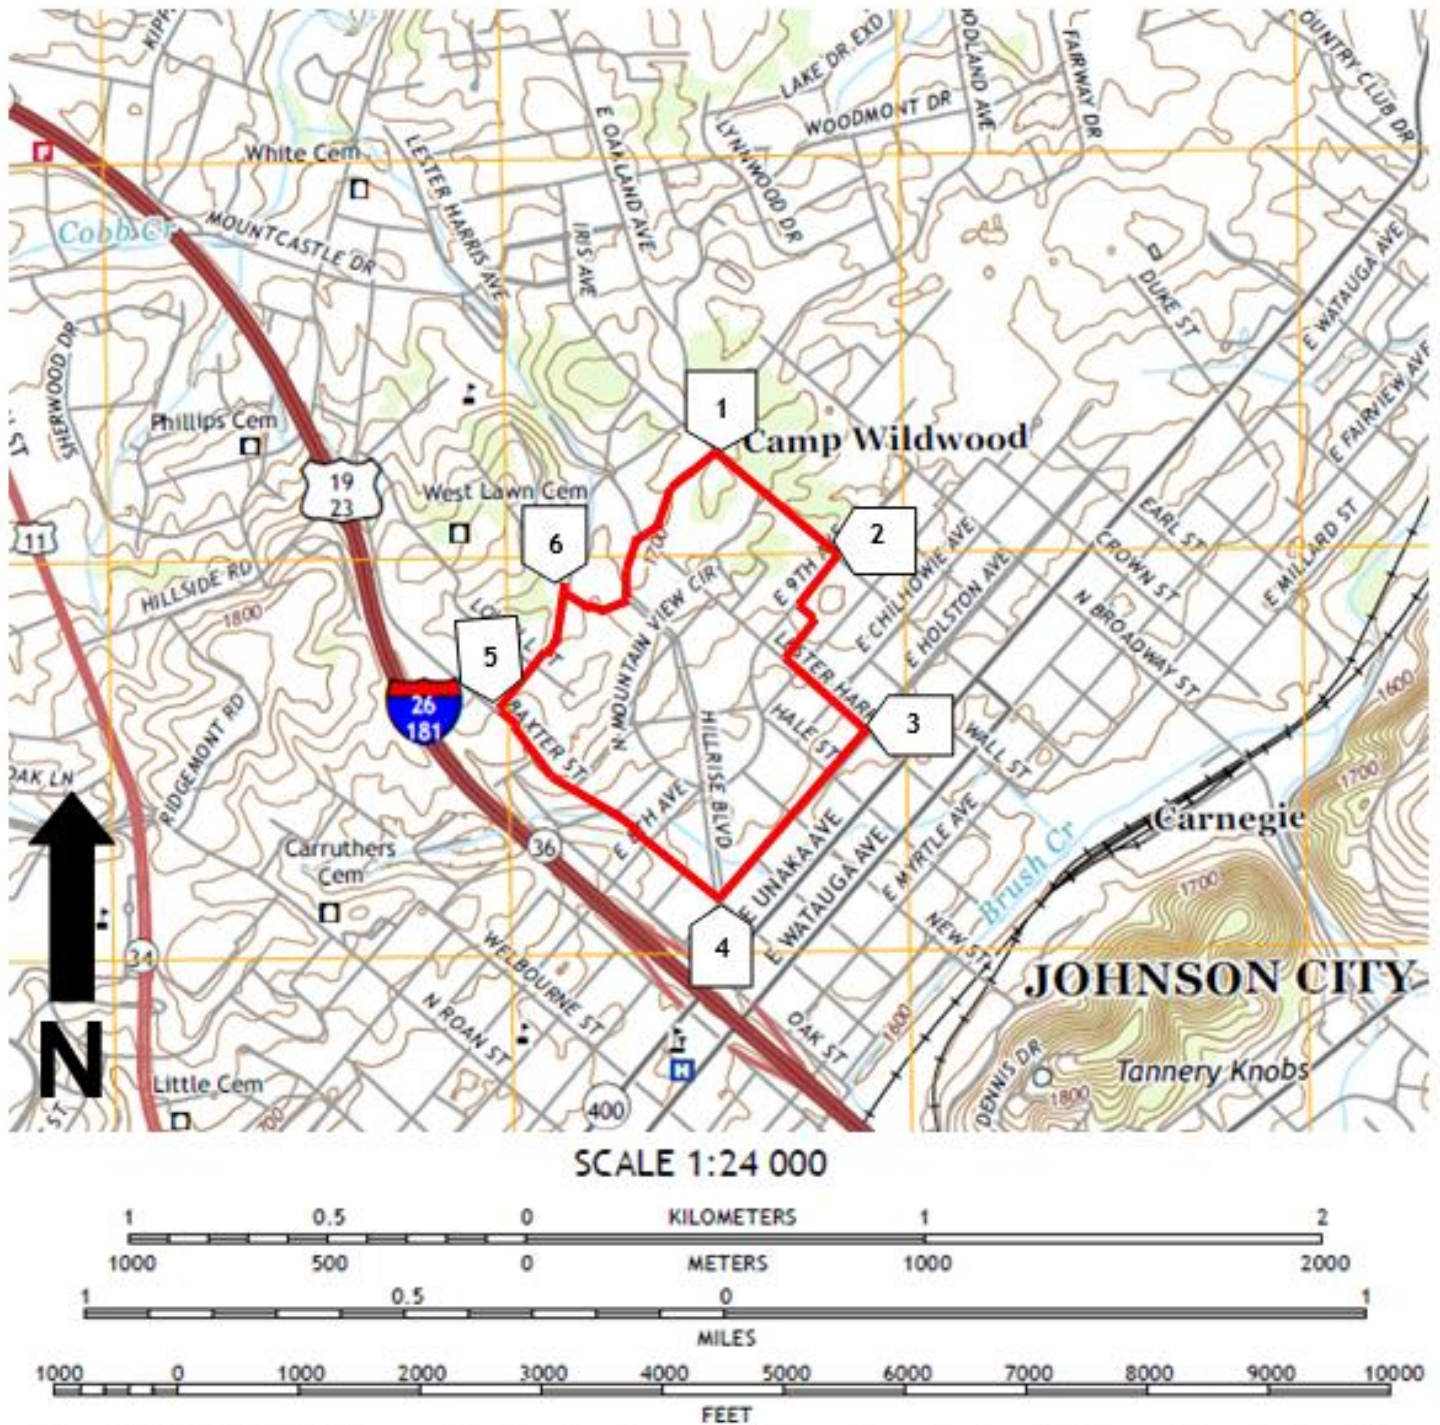 LAKE DR EXD
WOODLAND AVE
FAIRWAY DR
COUNTRY CLUB DR
WOODMONT DR
LYNNWOOD DR
E OAKLAND AVE
White Cem
LESTER HARRIS AVE
Cobb Cr
MOUNTCASTLE DR
IRIS AVE
DUKE ST
E WATAUGA AVE
SHERWOOD DR
E FAIRVIEW AVE
Phillips Cem
1
Camp Wildwood
19
23
West Lawn Cem
11
6
2
1700
EARL ST
CROWN ST
E MILLARD ST
HILLSIDE RD
1800
E 9TH AVE
E CHILHOWIE AVE
E HOLSTON AVE
N BROADWAY ST
N MOUNTAIN VIEW CIR
5
LESTER HARR
26
181
3
1600
BAXTER ST
HALE ST
HILLRISE BLVD
WALL ST
RIDGEMONT RD
OAK LN
1700
Carnegie
36
E 8TH AVE
E UNAKA AVE
E WATAUGA AVE
E MYRTLE AVE
Brush Cr
1700
Carruthers
Cem
NEW ST
4
34
WELBOURNE ST
N ROAN ST
JOHNSON CITY
OAK ST
1600
N
H
400
DENNIS DR
Tannery Knobs
1800
Little Cem
ST
SCALE 1:24 000
1 0.5 0 KILOMETERS 1 2
1000 500 0 METERS 1000 2000
1 0.5 0 1
MILES
1000 0 1000 2000 3000 4000 5000 6000 7000 8000 9000 10000
FEET